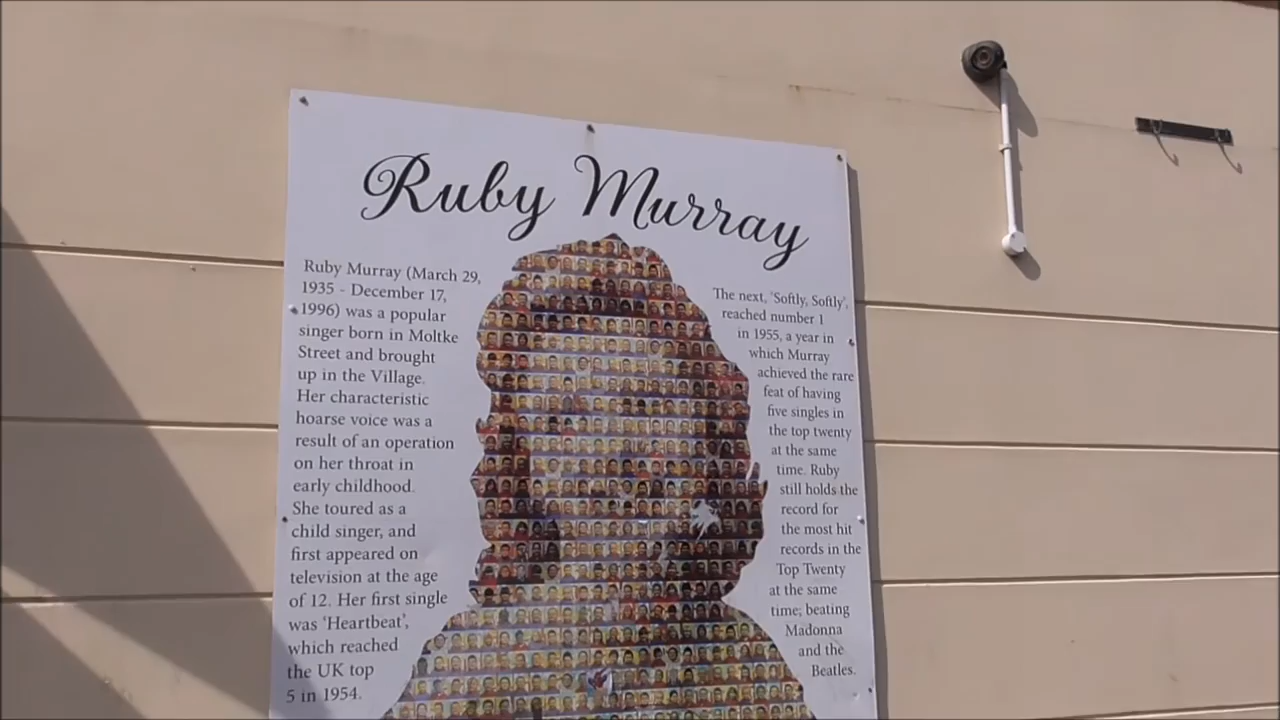 Ruby Murray
Ruby Murray (March 29,
1935 - December 17,
1996) was a popular
singer born in Moltke
Street and brought
up in the Village.
Her characteristic
hoarse voice was a
result of an operation
on her throat in
early childhood.
She toured as a
child singer, and
first appeared on
television at the age
of 12. Her first single
was 'Heartbeat',
which reached
the UK top
5 in 1954.
The next, 'Softly, Softly',
reached number 1
in 1955, a year in
which Murray
achieved the rare
feat of having
five singles in
the top twenty
at the same
time. Ruby
still holds the
record for
the most hit
records in the
Top Twenty
at the same
time, beating
Madonna
and the
Beatles.